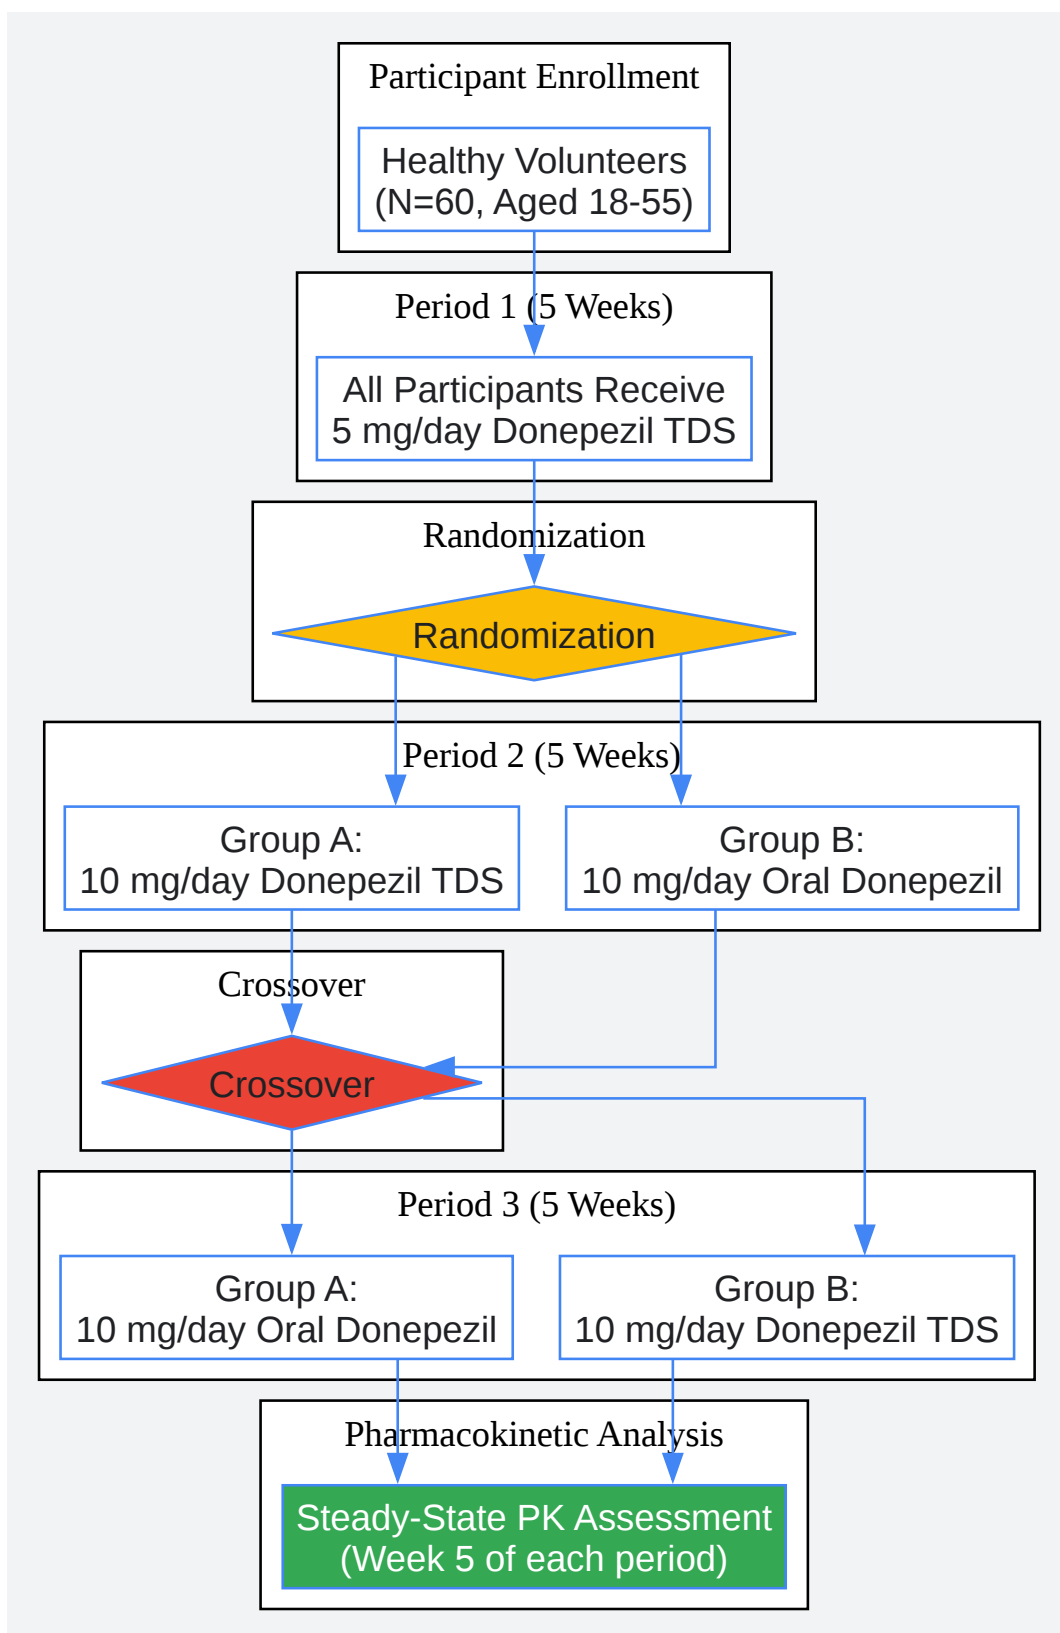 Participant Enrollment
Healthy Volunteers
(N=60, Aged 18-55)
Period 1 (5 Weeks)
All Participants Receive
5 mg/day Donepezil TDS
Randomization
Randomization
Period 2 (5 Weeks)
Group A:
10 mg/day Donepezil TDS
Group B:
10 mg/day Oral Donepezil
Crossover
Crossover
Period 3 (5 Weeks)
Group A:
10 mg/day Oral Donepezil
Group B:
10 mg/day Donepezil TDS
Pharmacokinetic Analysis
Steady-State PK Assessment
(Week 5 of each period)